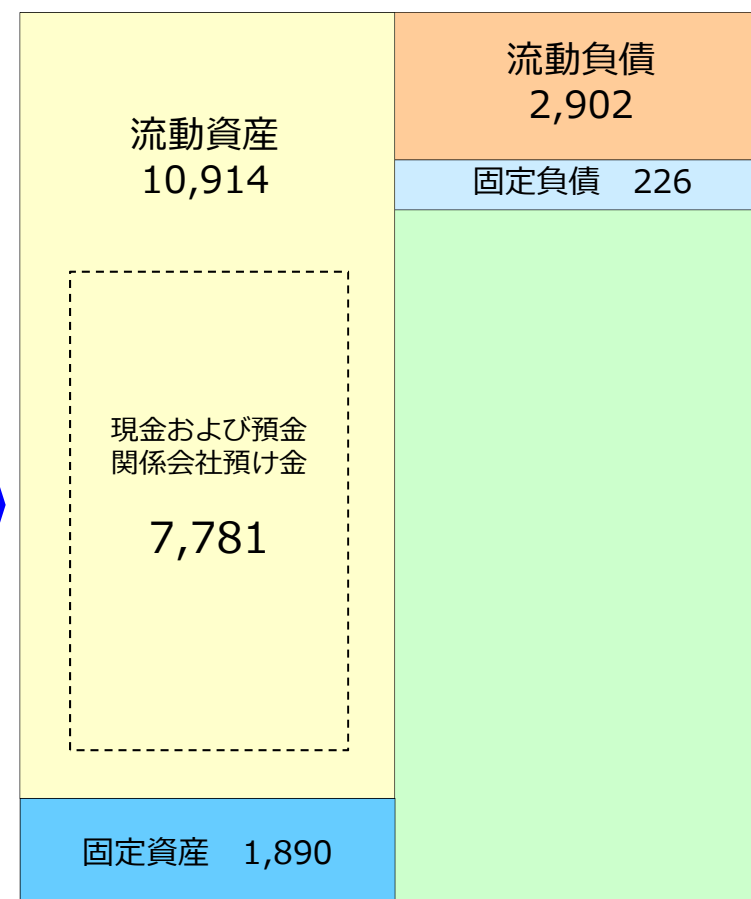 流動資産
10,914
現金および預金
関係会社預け金
7,781
固定資産　1,890
流動負債
2,902
固定負債　226